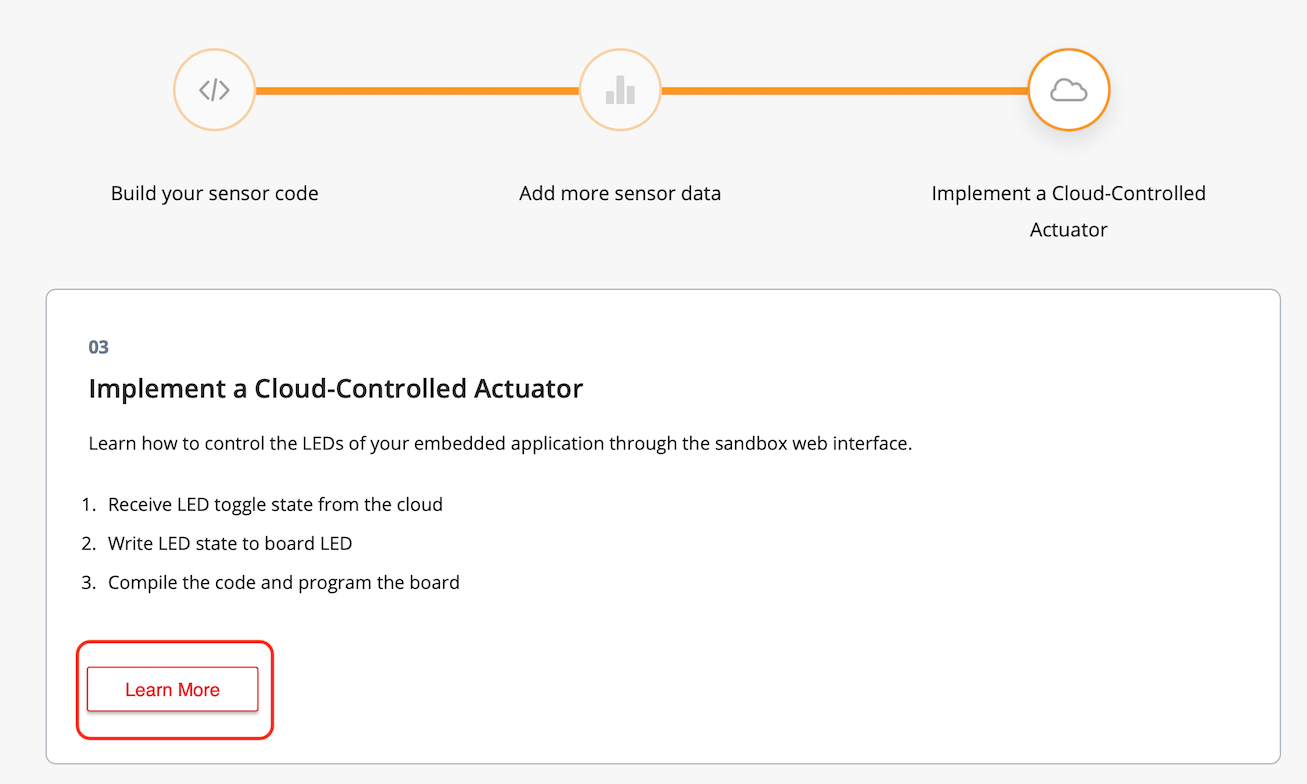 Build your sensor code
Add more sensor data
Implement a Cloud-Controlled
Actuator
03
Implement a Cloud-Controlled Actuator
Learn how to control the LEDs of your embedded application through the sandbox web interface.
1. Receive LED toggle state from the cloud
2. Write LED state to board LED
3. Compile the code and program the board
Learn More